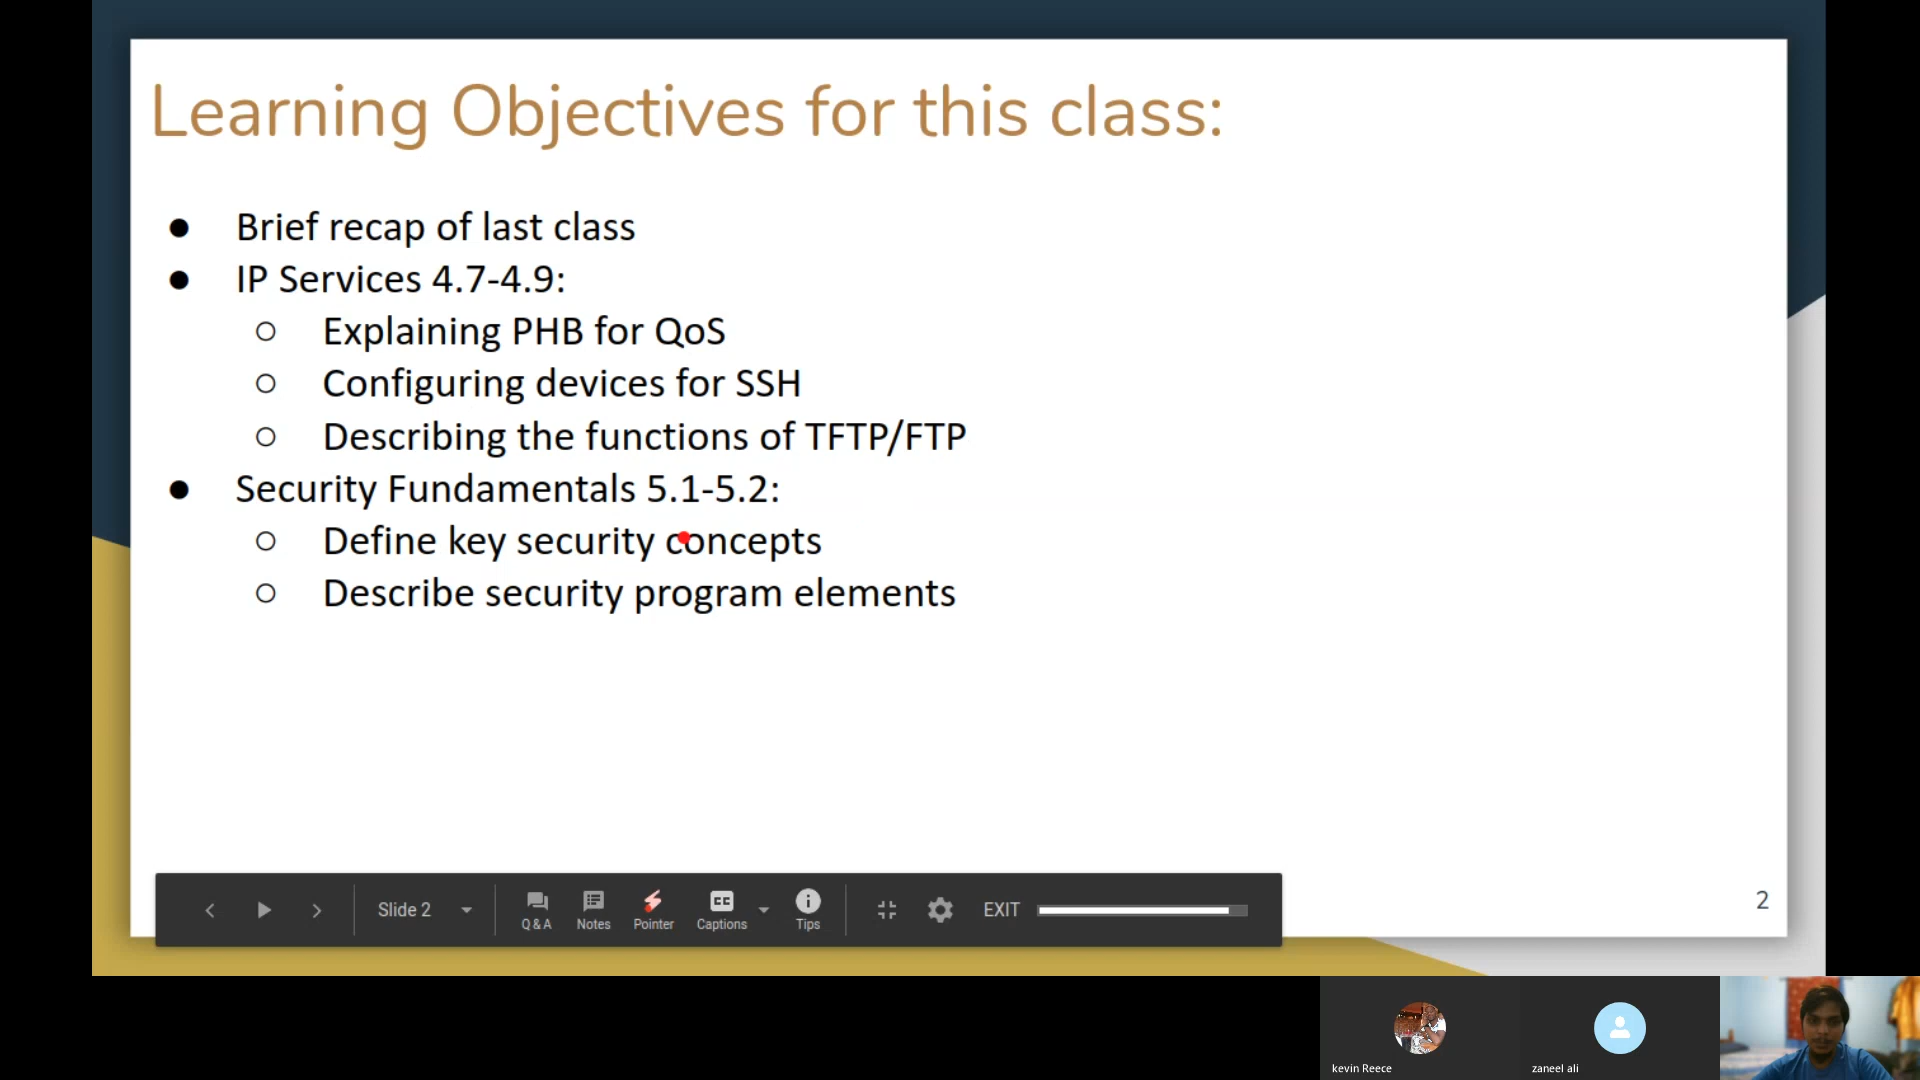 Learning Objectives for this class:
● Brief recap of last class
● IP Services 4.7-4.9:
○ Explaining PHB for QoS
○ Configuring devices for SSH
○ Describing the functions of TFTP/FTP
● Security Fundamentals 5.1-5.2:
○ Define key security concepts
○ Describe security program elements
2
Slide 2
Q & A
Notes
Pointer
CC
Captions
Tips
EXIT
kevin Reece
zaneel ali